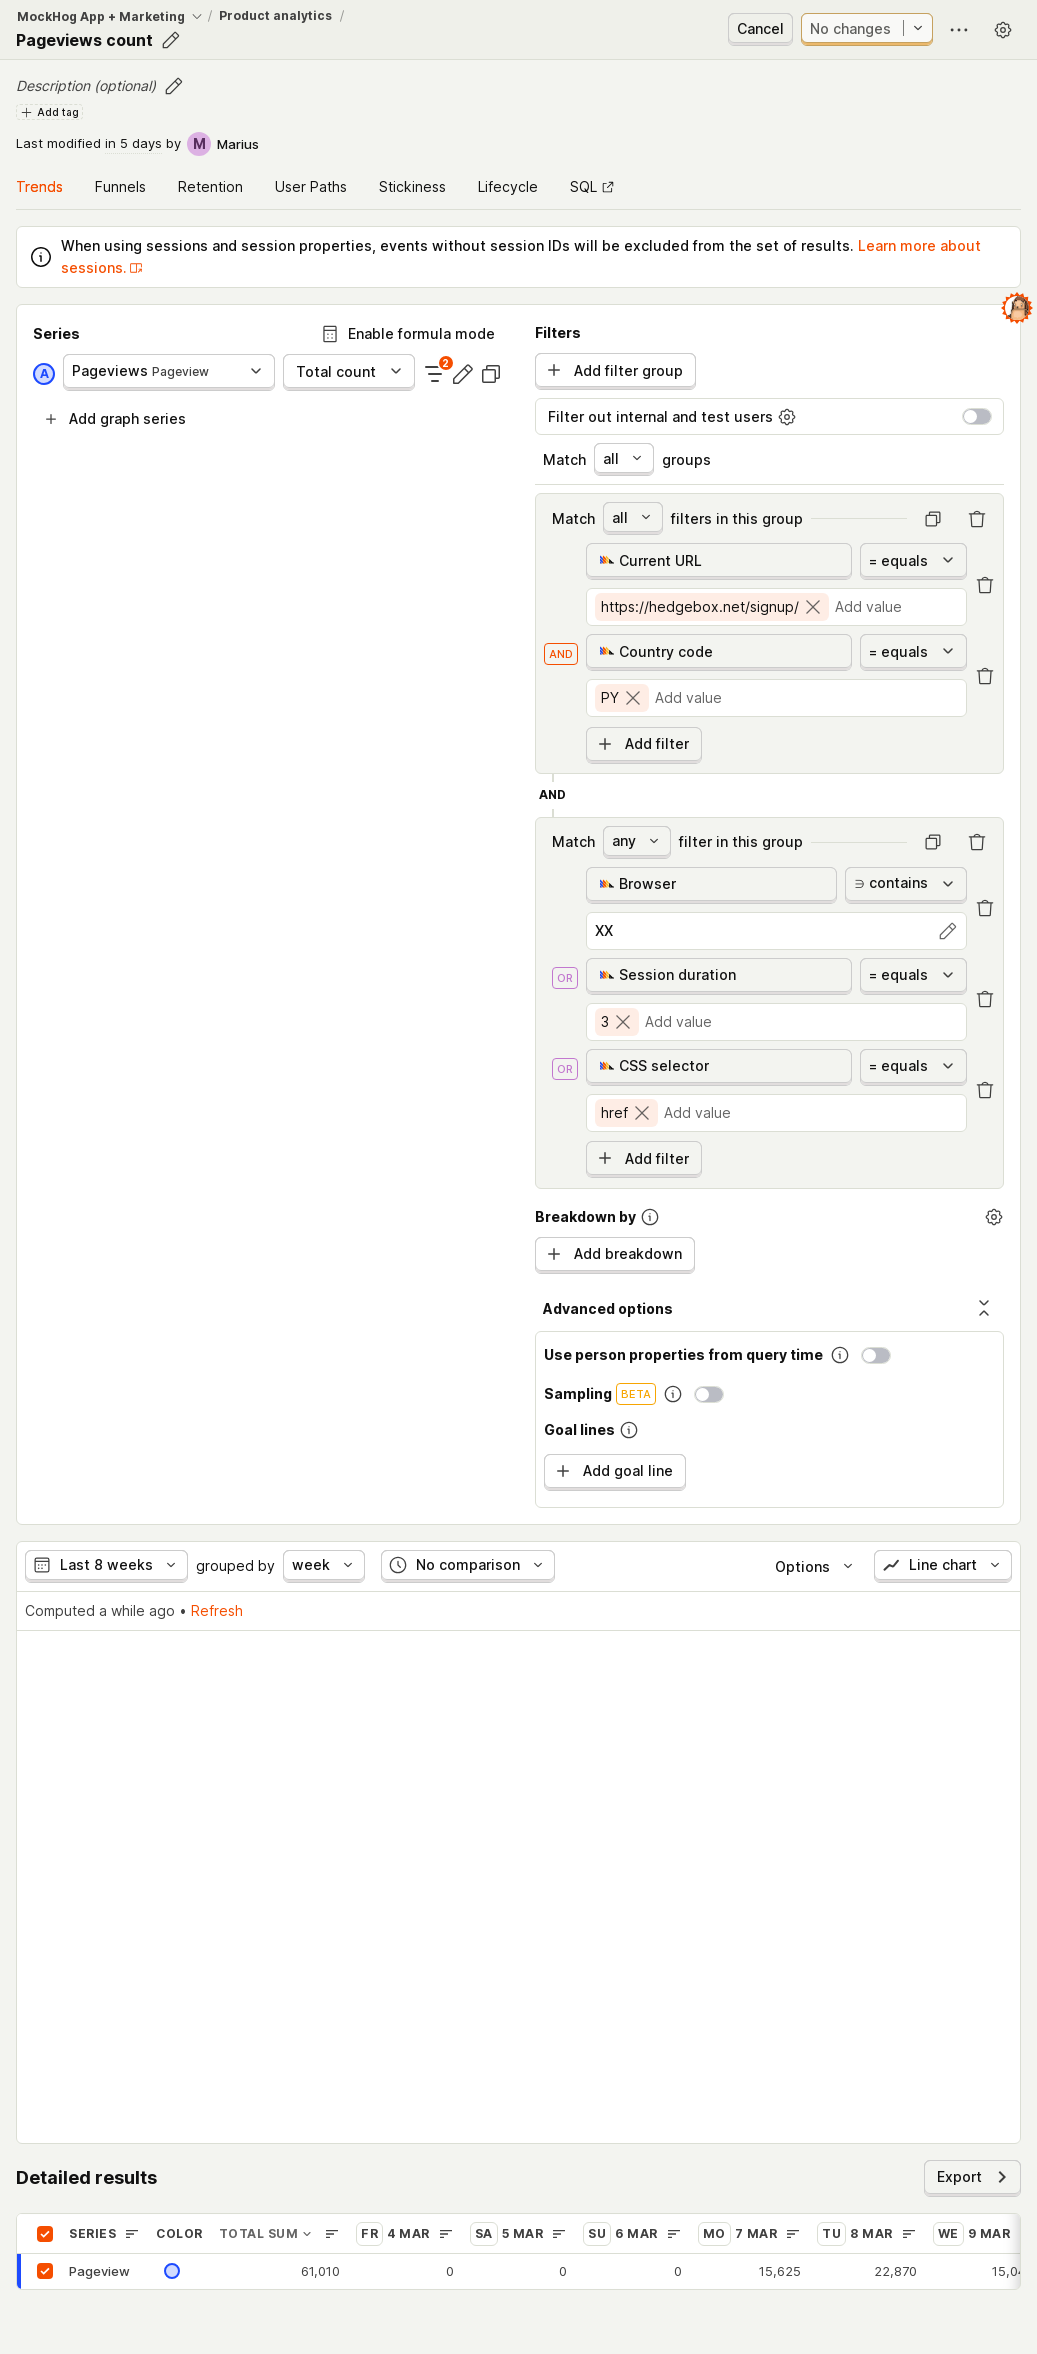 MockHog App + Marketing / Product analytics /
Pageviews count
Cancel
No changes
Description (optional)
Add tag
Last modified in 5 days by M Marius
Trends Funnels Retention User Paths Stickiness Lifecycle SQL
When using sessions and session properties, events without session IDs will be excluded from the set of results. Learn more about
sessions.
Series
Enable formula mode
A Pageviews Pageview Total count 2
Add graph series
Filters
Add filter group
Filter out internal and test users
Match all groups
Match all filters in this group
Current URL = equals
https://hedgebox.net/signup/ Add value
AND Country code = equals
PY Add value
Add filter
AND
Match any filter in this group
Browser ∋ contains
XX
OR Session duration = equals
3 Add value
OR CSS selector = equals
href Add value
Add filter
Breakdown by
Add breakdown
Advanced options
Use person properties from query time
Sampling BETA
Goal lines
Add goal line
Last 8 weeks grouped by week No comparison Options Line chart
Computed a while ago • Refresh
Detailed results
Export
SERIES COLOR TOTAL SUM FR 4 MAR SA 5 MAR SU 6 MAR MO 7 MAR TU 8 MAR WE 9 MAR
Pageview 61,010 0 0 0 15,625 22,870